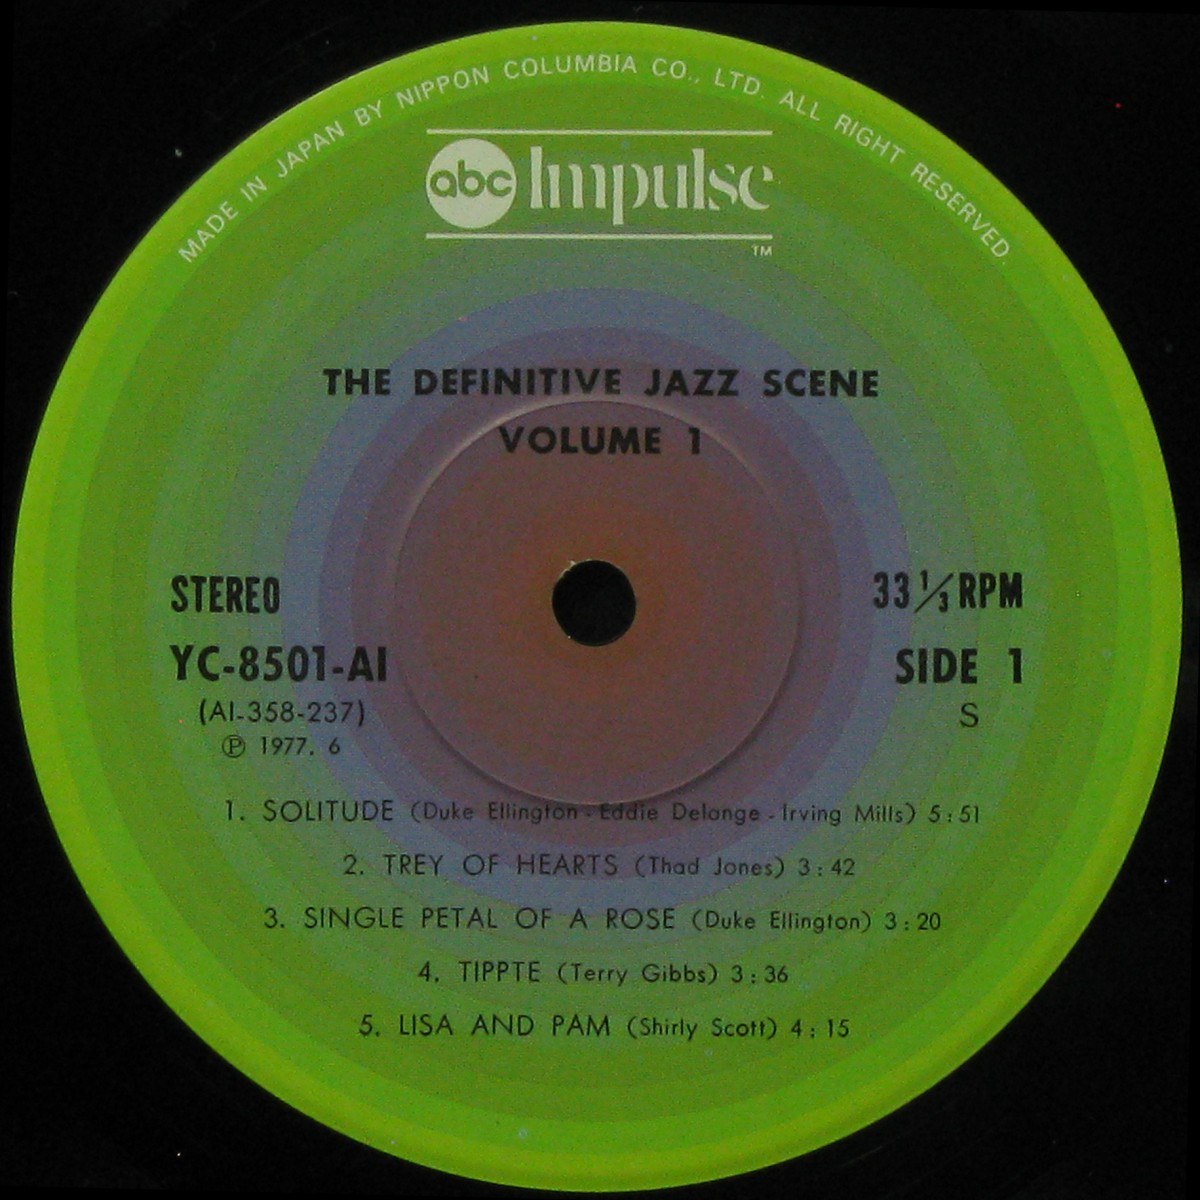 MADE IN JAPAN BY NIPPON COLUMBIA CO., LTD. ALL RIGHT RESERVED.
abc Impulse
TM
THE DEFINITIVE JAZZ SCENE
VOLUME 1
STEREO
33 1/3 RPM
YC-8501-AI
SIDE 1
(AI-358-237)
S
Ⓟ 1977. 6
1. SOLITUDE (Duke Ellington - Eddie Delange - Irving Mills) 5:51
2. TREY OF HEARTS (Thad Jones) 3:42
3. SINGLE PETAL OF A ROSE (Duke Ellington) 3:20
4. TIPPTE (Terry Gibbs) 3:36
5. LISA AND PAM (Shirly Scott) 4:15